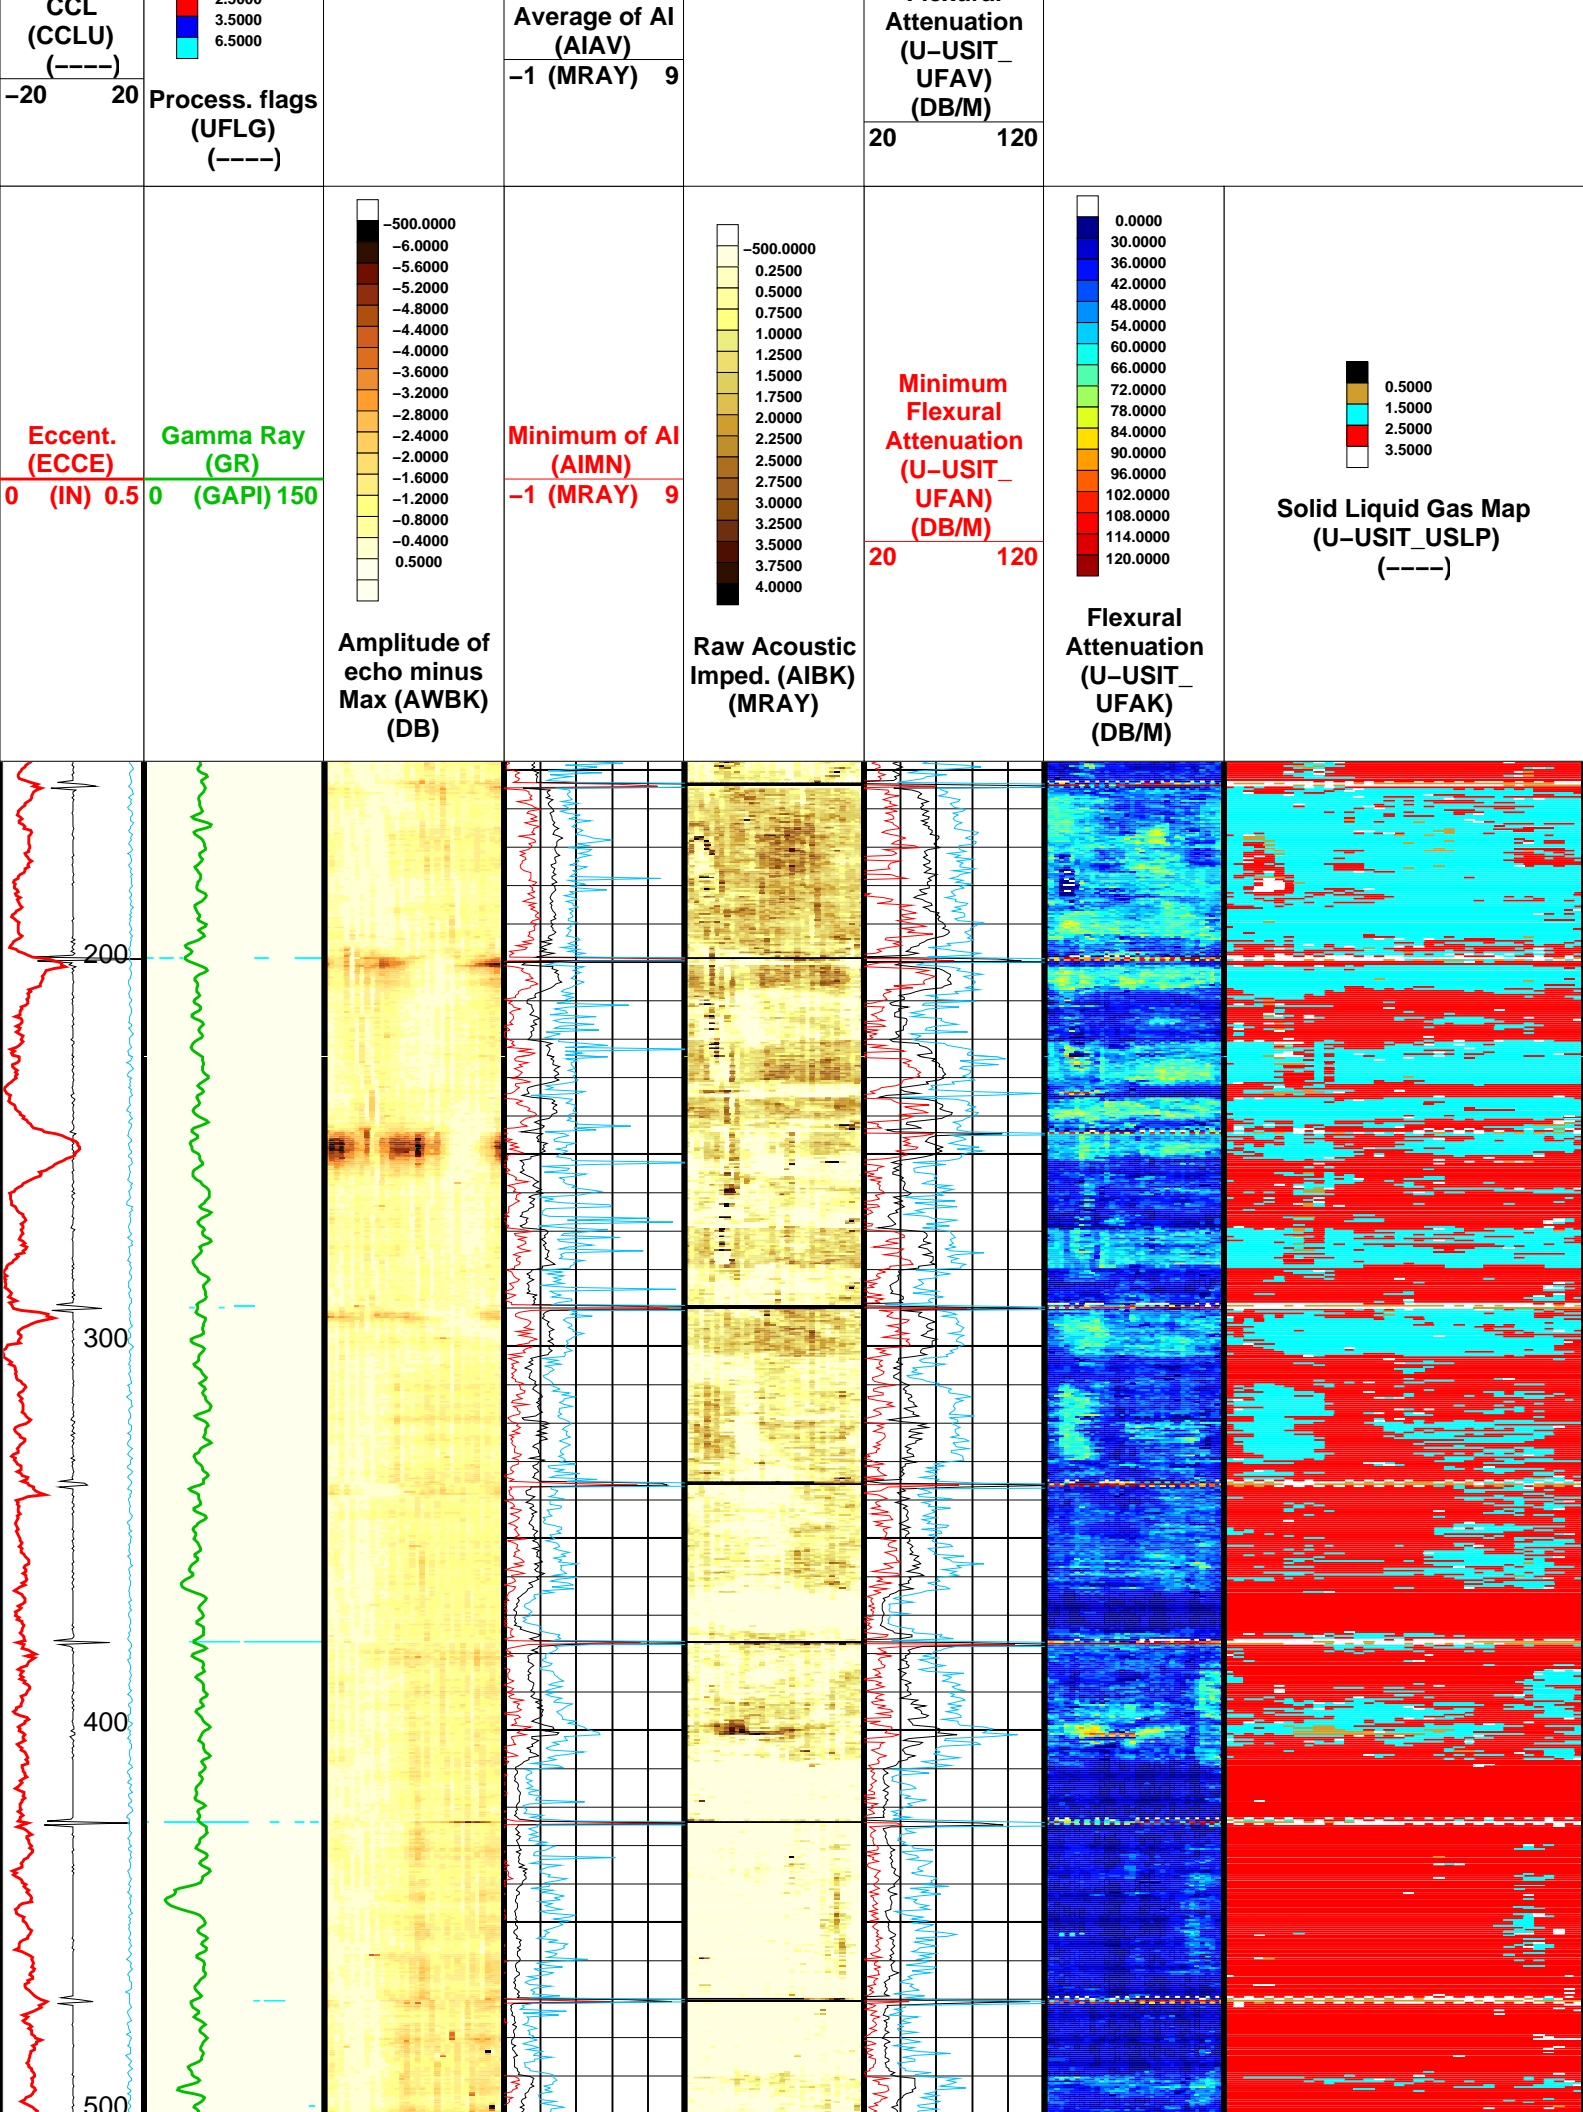 CCL
(CCLU)
(----)
-20 20
2.5000
3.5000
6.5000
Process. flags
(UFLG)
(----)
Average of AI
(AIAV)
-1 (MRAY) 9
Flexural
Attenuation
(U-USIT_
UFAV)
(DB/M)
20 120
Eccent.
(ECCE)
0 (IN) 0.5
Gamma Ray
(GR)
0 (GAPI) 150
-500.0000
-6.0000
-5.6000
-5.2000
-4.8000
-4.4000
-4.0000
-3.6000
-3.2000
-2.8000
-2.4000
-2.0000
-1.6000
-1.2000
-0.8000
-0.4000
0.5000
Amplitude of
echo minus
Max (AWBK)
(DB)
Minimum of AI
(AIMN)
-1 (MRAY) 9
-500.0000
0.2500
0.5000
0.7500
1.0000
1.2500
1.5000
1.7500
2.0000
2.2500
2.5000
2.7500
3.0000
3.2500
3.5000
3.7500
4.0000
Raw Acoustic
Imped. (AIBK)
(MRAY)
Minimum
Flexural
Attenuation
(U-USIT_
UFAN)
(DB/M)
20 120
0.0000
30.0000
36.0000
42.0000
48.0000
54.0000
60.0000
66.0000
72.0000
78.0000
84.0000
90.0000
96.0000
102.0000
108.0000
114.0000
120.0000
Flexural
Attenuation
(U-USIT_
UFAK)
(DB/M)
0.5000
1.5000
2.5000
3.5000
Solid Liquid Gas Map
(U-USIT_USLP)
(----)
200
300
400
500